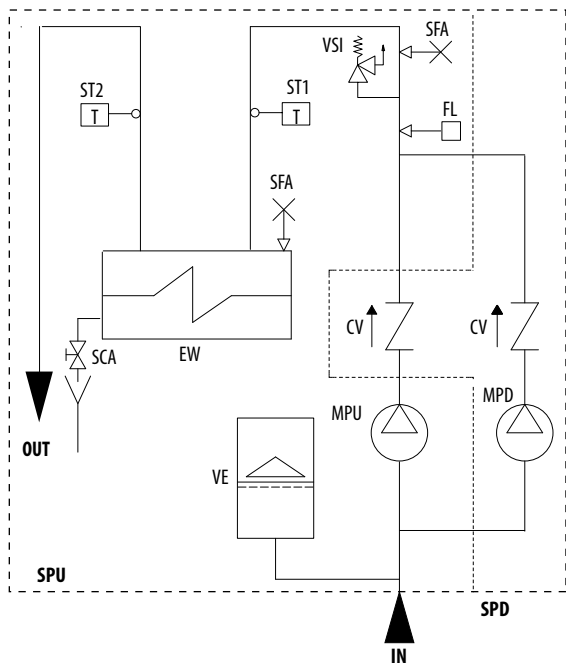 VSI
SFA
ST2
T
ST1
T
FL
SFA
CV
CV
SCA
EW
MPU
MPD
OUT
VE
SPU
SPD
IN